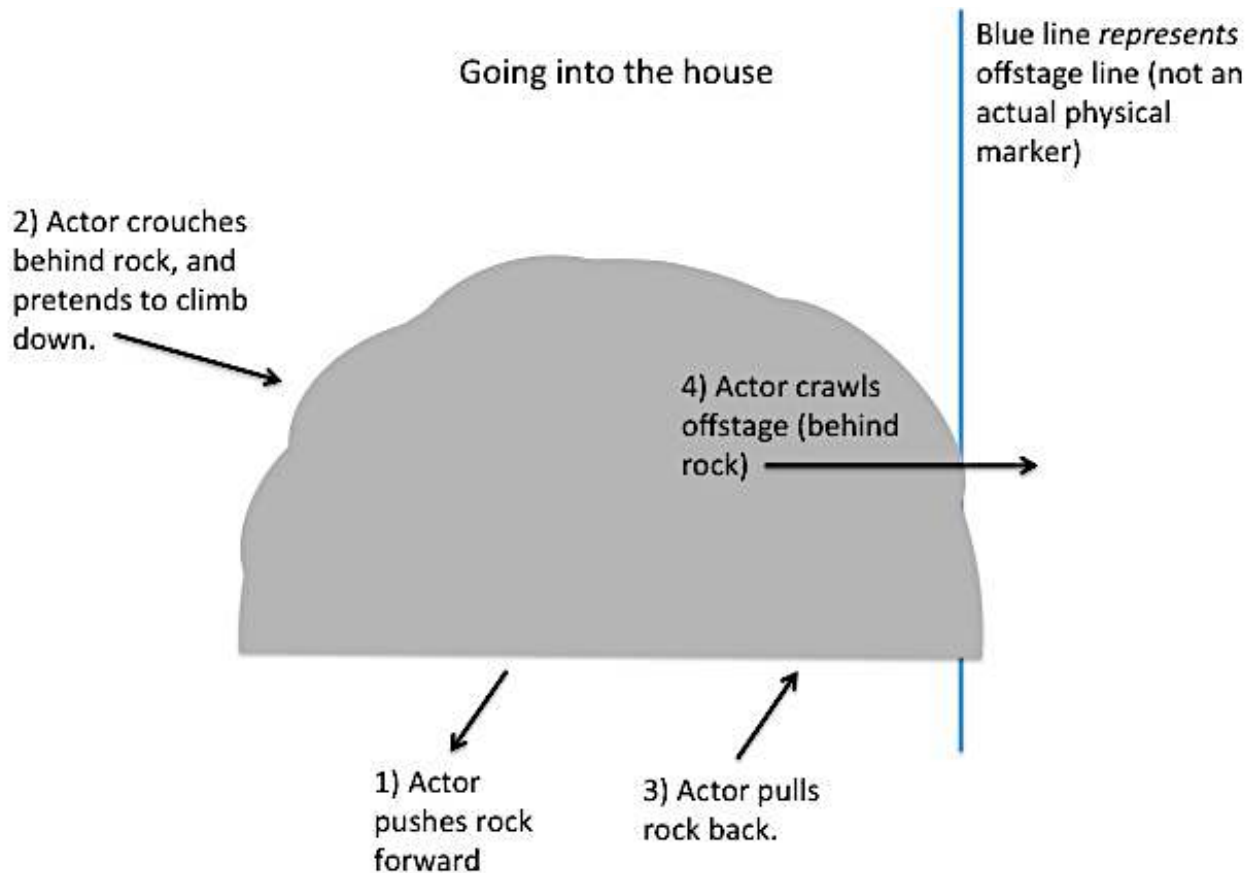 Going into the house
Blue line represents
offstage line (not an
actual physical
marker)
2) Actor crouches
behind rock, and
pretends to climb
down.
4) Actor crawls
offstage (behind
rock)
1) Actor
pushes rock
forward
3) Actor pulls
rock back.